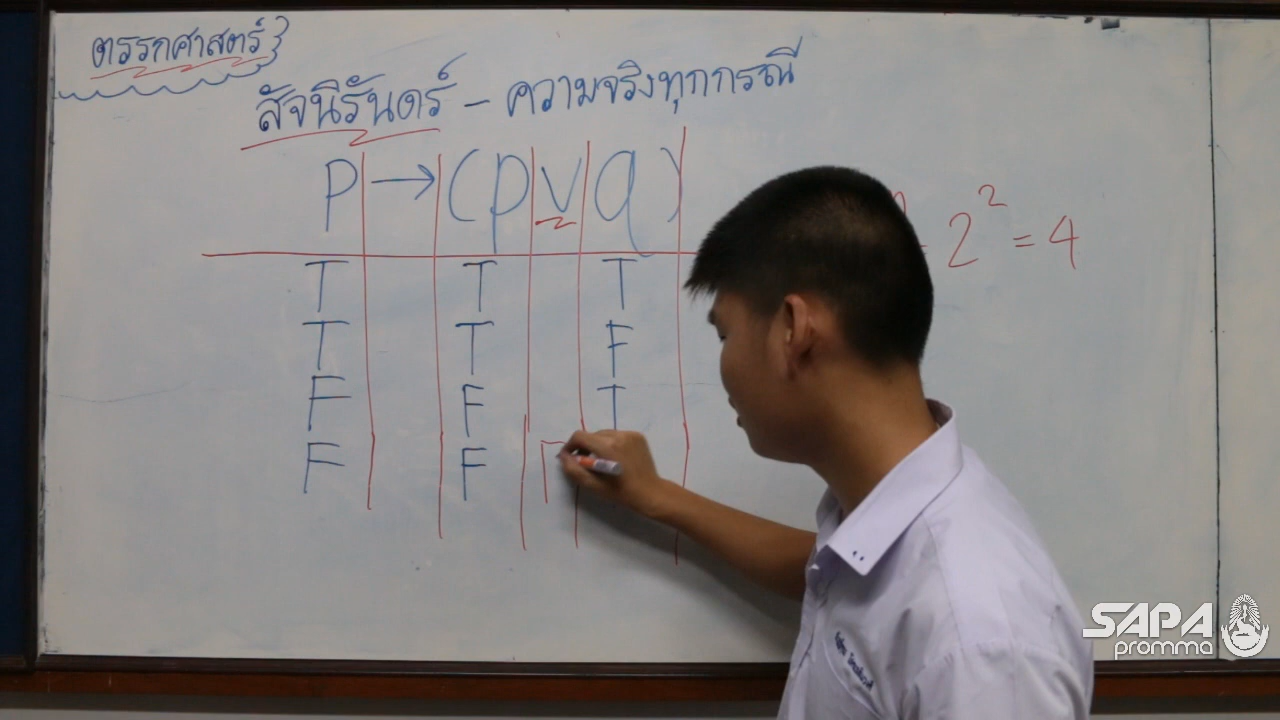 ตรรกศาสตร์
สัจนิรันดร์ - ความจริงทุกกรณี
p → (p v q)
2² = 4
T T T
T T F
F F T
F F F
SAPA
promma